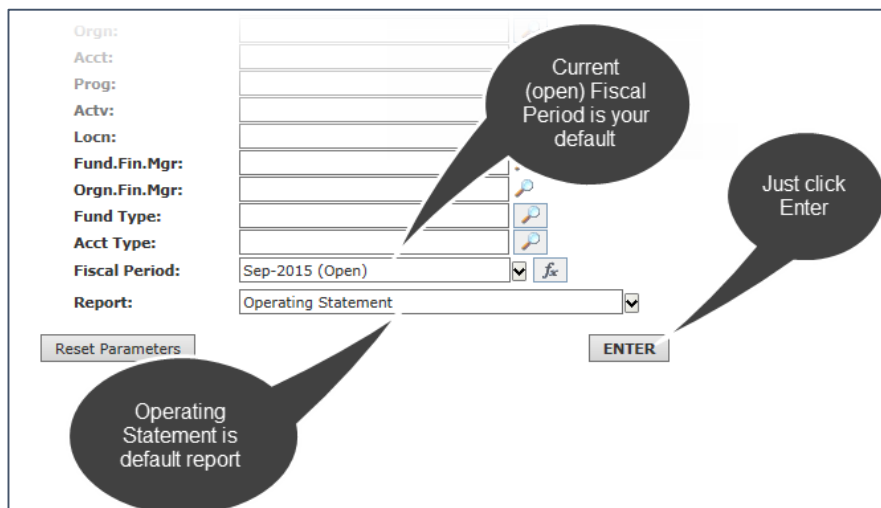 Orgn:
Acct:
Prog:
Actv:
Locn:
Fund.Fin.Mgr:
Orgn.Fin.Mgr:
Fund Type:
Acct Type:
Fiscal Period: Sep-2015 (Open) fx
Report: Operating Statement
Reset Parameters ENTER
Current
(open) Fiscal
Period is your
default
Just click
Enter
Operating
Statement is
default report